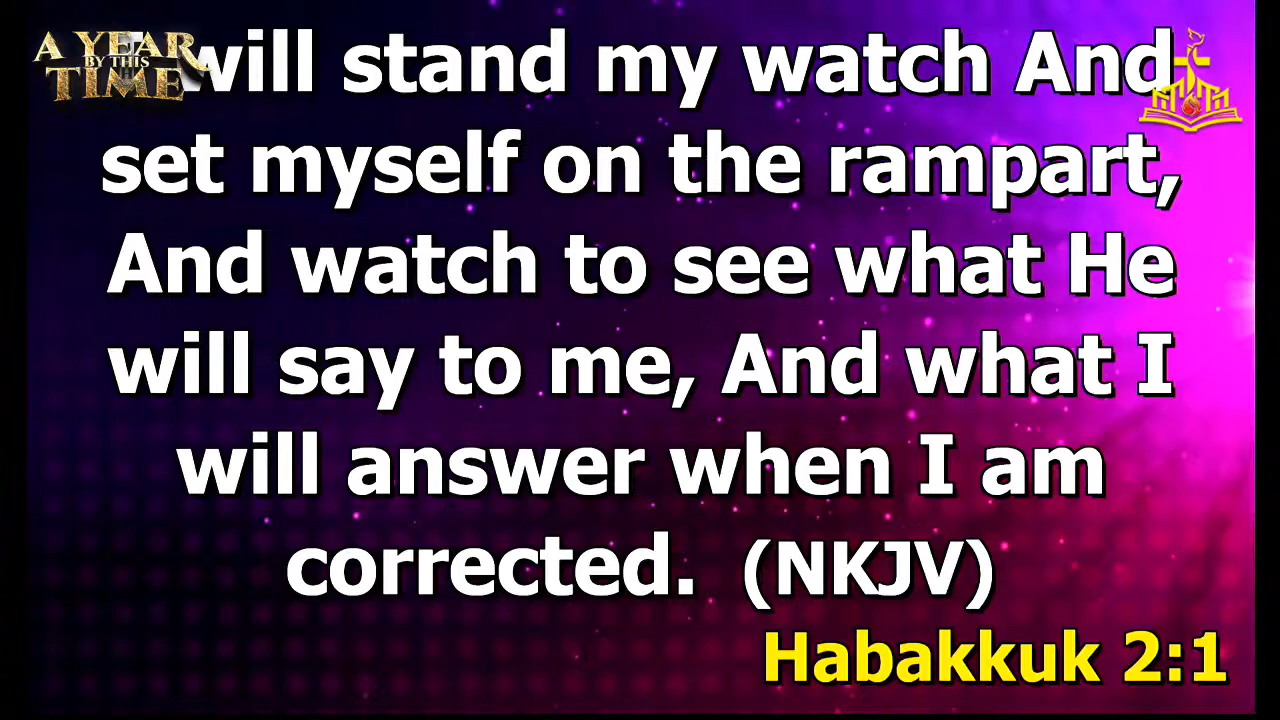 A YEAR
BY THIS
TIME
will stand my watch And
set myself on the rampart,
And watch to see what He
will say to me, And what I
will answer when I am
corrected. (NKJV)
Habakkuk 2:1